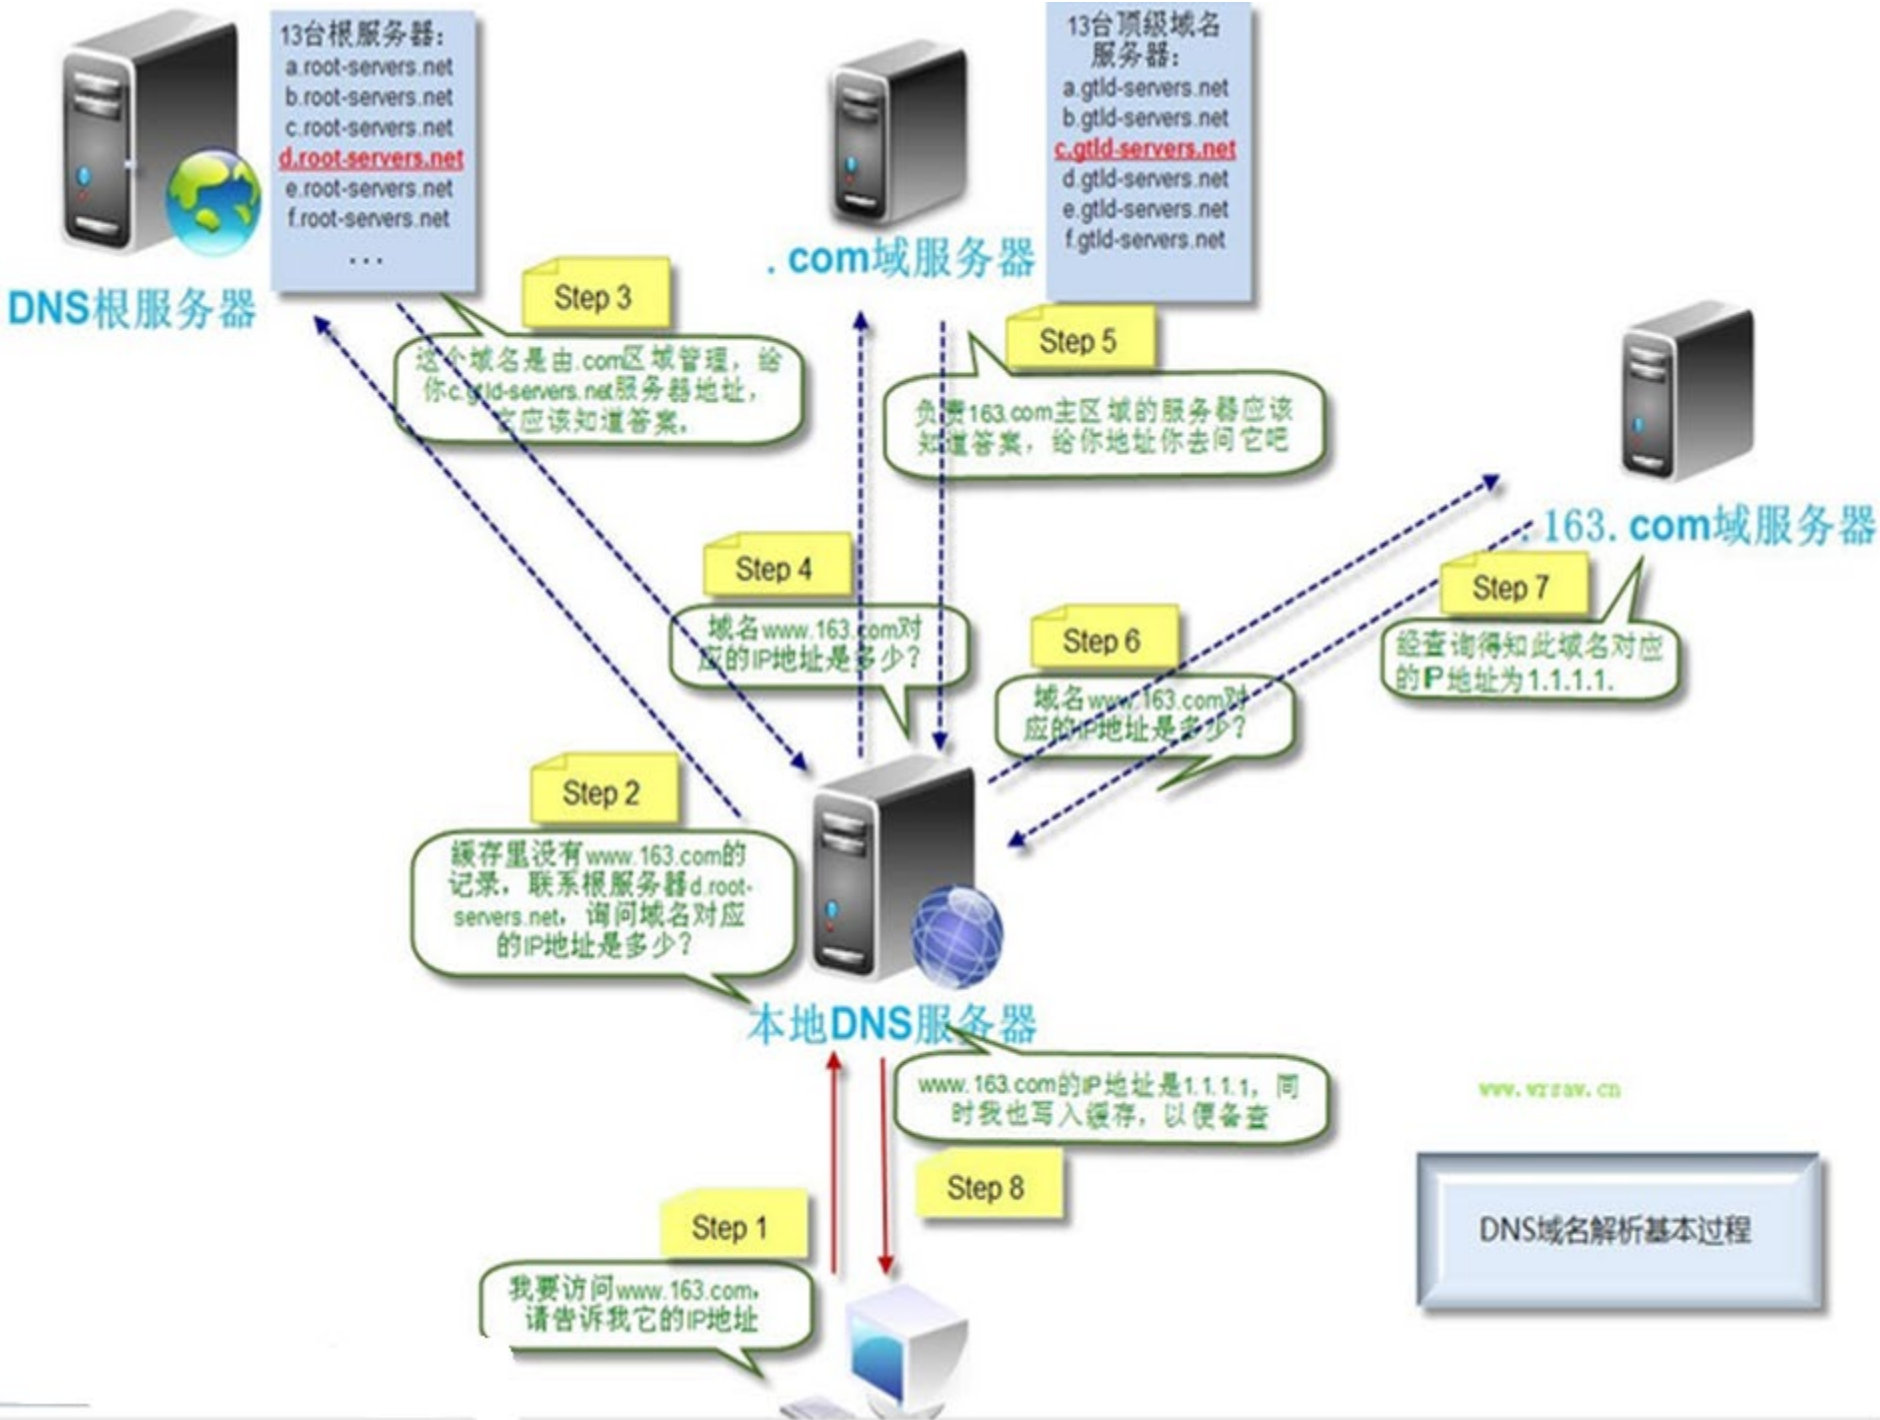 13台根服务器：
a.root-servers.net
b.root-servers.net
c.root-servers.net
d.root-servers.net
e.root-servers.net
f.root-servers.net
...
DNS根服务器
13台顶级域名
服务器：
a.gtld-servers.net
b.gtld-servers.net
c.gtld-servers.net
d.gtld-servers.net
e.gtld-servers.net
f.gtld-servers.net
.com域服务器
Step 3
这个域名是由.com区域管理，给
你c.gtld-servers.net服务器地址，
它应该知道答案。
Step 5
负责163.com主区域的服务器应该
知道答案，给你地址你去问它吧
.163.com域服务器
Step 4
域名www.163.com对
应的IP地址是多少？
Step 6
域名www.163.com对
应的IP地址是多少？
Step 7
经查询得知此域名对应
的IP地址为1.1.1.1.
Step 2
缓存里没有www.163.com的
记录，联系根服务器d.root-
servers.net，询问域名对应
的IP地址是多少？
本地DNS服务器
www.163.com的IP地址是1.1.1.1，同
时我也写入缓存，以便备查
Step 8
Step 1
我要访问www.163.com，
请告诉我它的IP地址
www.wrsaw.cn
DNS域名解析基本过程